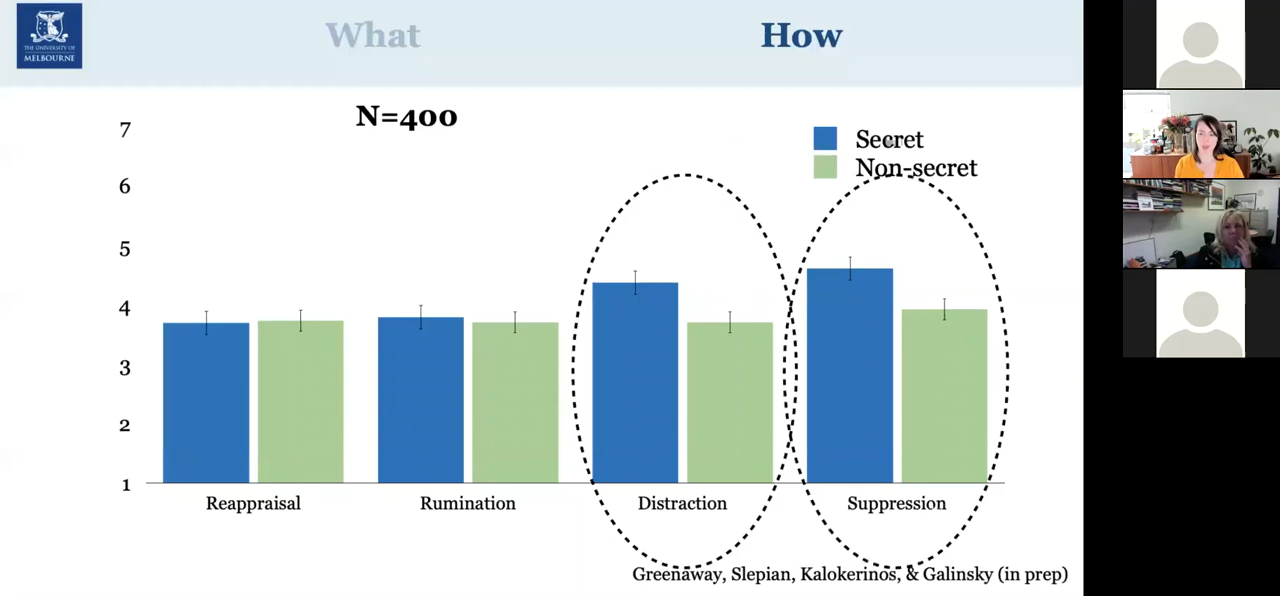 THE UNIVERSITY OF
MELBOURNE
What
How
N=400
Secret
Non-secret
7
6
5
4
3
2
1
Reappraisal
Rumination
Distraction
Suppression
Greenaway, Slepian, Kalokerinos, & Galinsky (in prep)